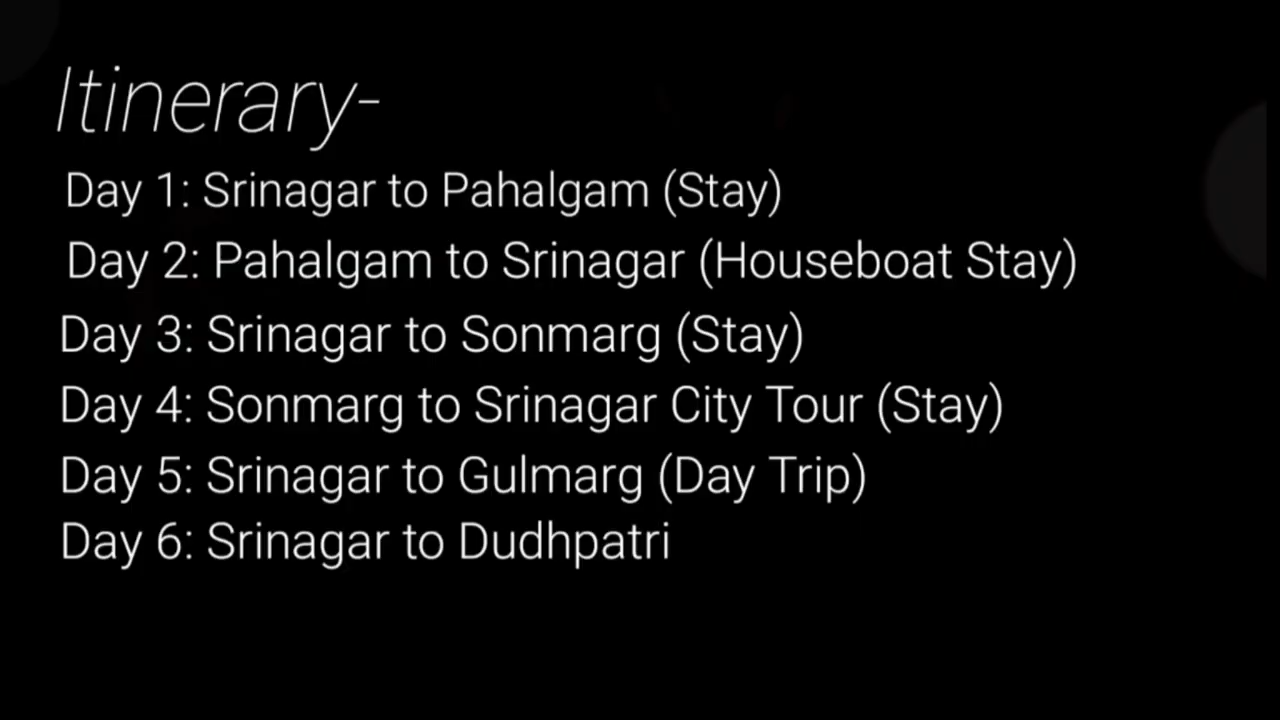 Itinerary-
Day 1: Srinagar to Pahalgam (Stay)
Day 2: Pahalgam to Srinagar (Houseboat Stay)
Day 3: Srinagar to Sonmarg (Stay)
Day 4: Sonmarg to Srinagar City Tour (Stay)
Day 5: Srinagar to Gulmarg (Day Trip)
Day 6: Srinagar to Dudhpatri